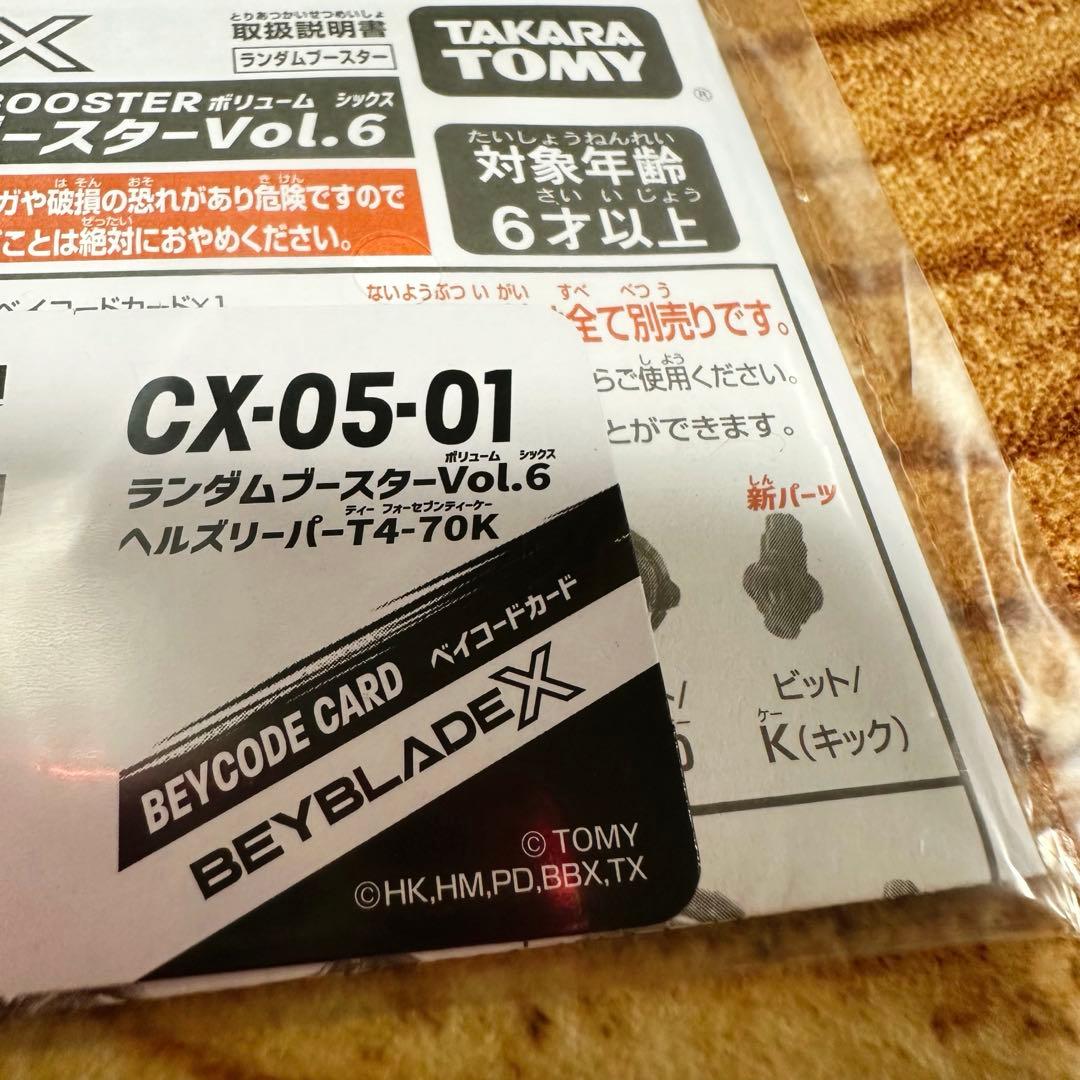 X
とりあつかいせつめいしょ
取扱説明書
ランダムブースター
TAKARA
TOMY
®
BOOSTER ボリューム シックス
ースターVol.6
たいしょうねんれい
対象年齢
さい い じょう
6才以上
は そん おそ き けん
ガや破損の恐れがあり危険ですので
ぜったい
ことは絶対におやめください。
ベイコードカード×1
ないようぶつ い がい すべ べつ う
全て別売りです。
し よう
らご使用ください。
とができます。
しん
新パーツ
ビット/
ケー
K(キック)
CX-05-01
ボリューム シックス
ランダムブースターVol.6
ティー フォーセブンティーケー
ヘルズリーパーT4-70K
BEYCODE CARD ベイコードカード
BEYBLADE X
© TOMY
©HK,HM,PD,BBX,TX